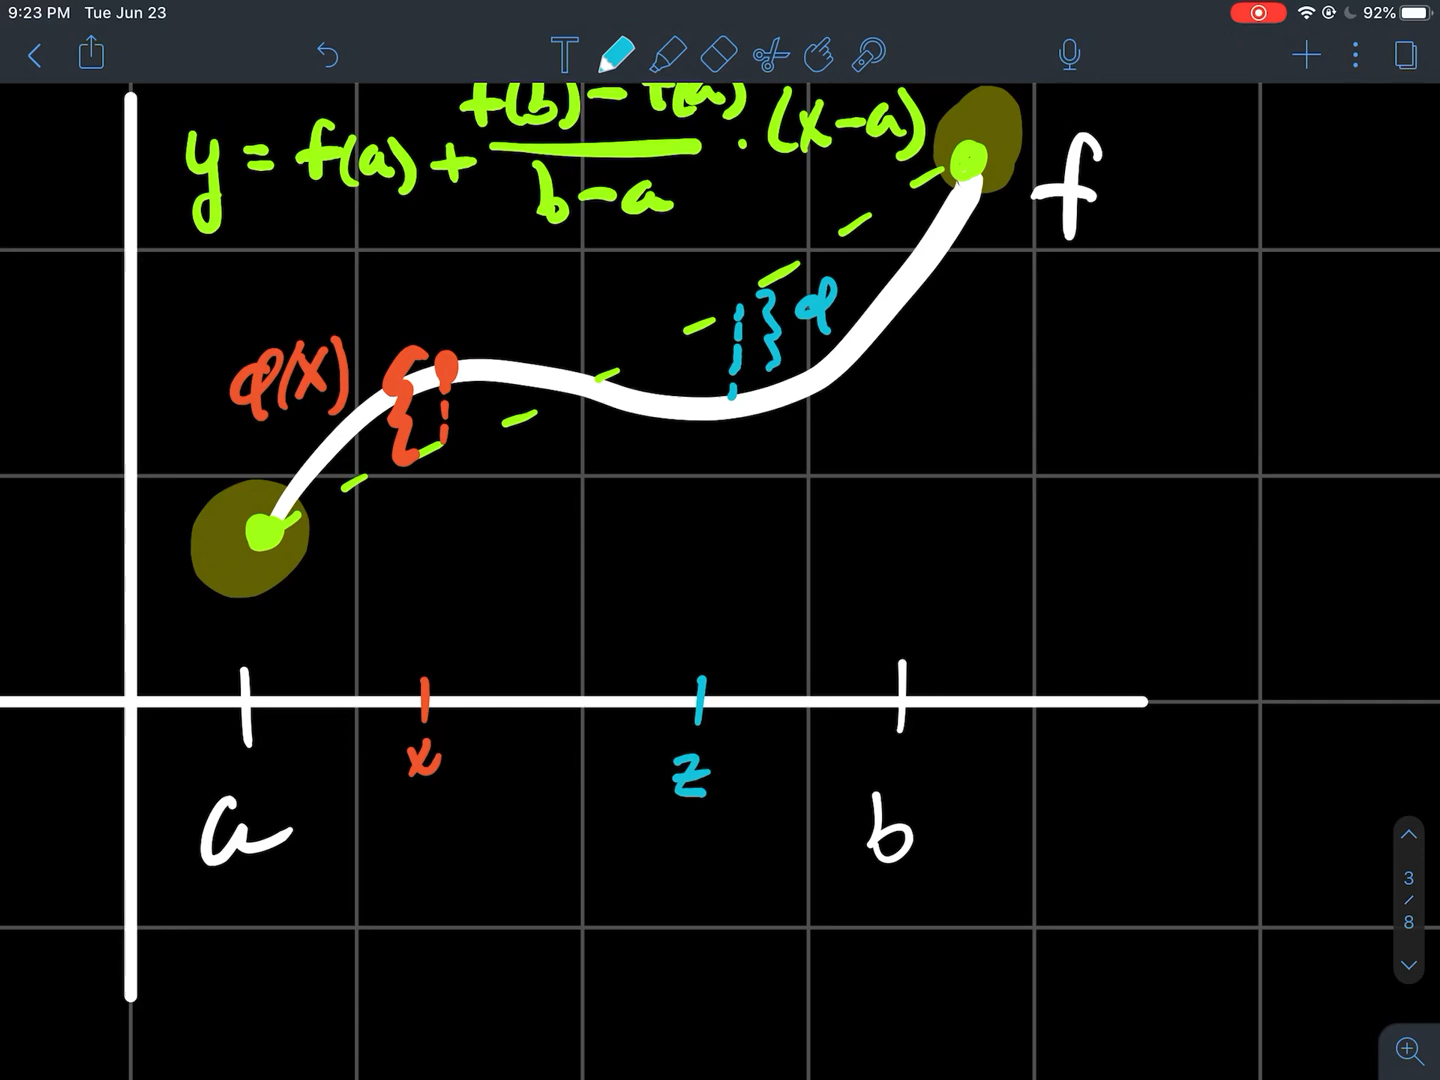 9:23 PM Tue Jun 23 92%
T
y = f(a) + f(b) - f(a) / b - a · (x - a)
f
φ(x)
φ
x
z
a
b
3 / 8